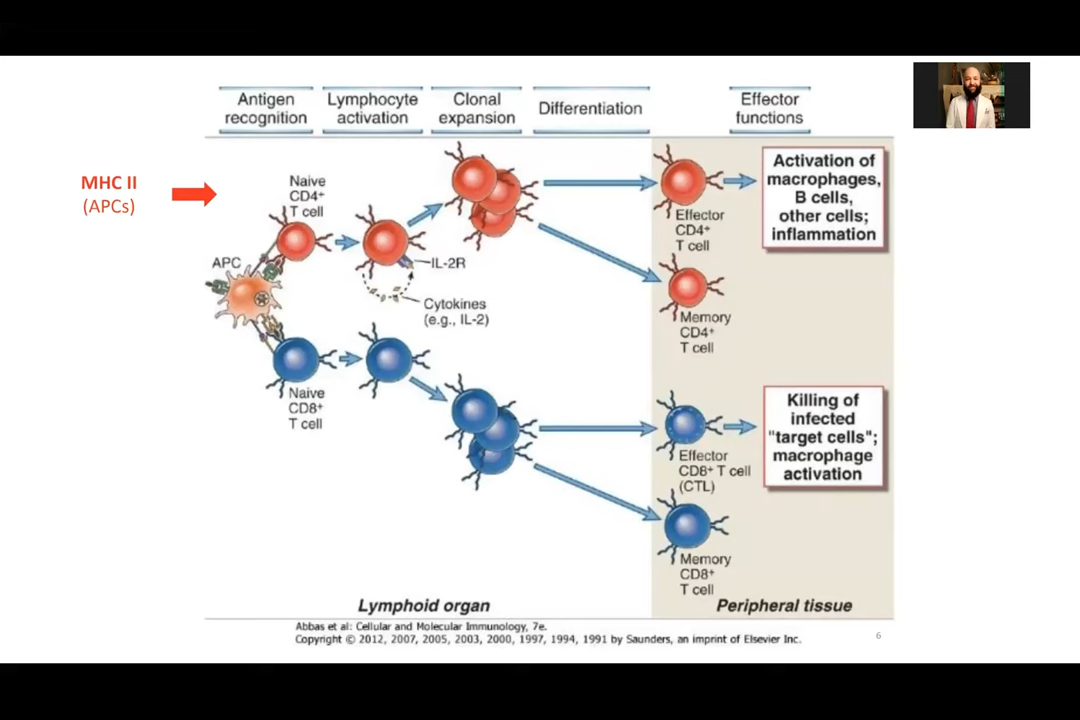 Antigen
recognition
Lymphocyte
activation
Clonal
expansion
Differentiation
Effector
functions
MHC II
(APCs)
Naive
CD4+
T cell
APC
IL-2R
Cytokines
(e.g., IL-2)
Naive
CD8+
T cell
Effector
CD4+
T cell
Activation of
macrophages,
B cells,
other cells;
inflammation
Memory
CD4+
T cell
Effector
CD8+ T cell
(CTL)
Killing of
infected
"target cells";
macrophage
activation
Memory
CD8+
T cell
Lymphoid organ
Peripheral tissue
Abbas et al: Cellular and Molecular Immunology, 7e.
Copyright © 2012, 2007, 2005, 2003, 2000, 1997, 1994, 1991 by Saunders, an imprint of Elsevier Inc.
6